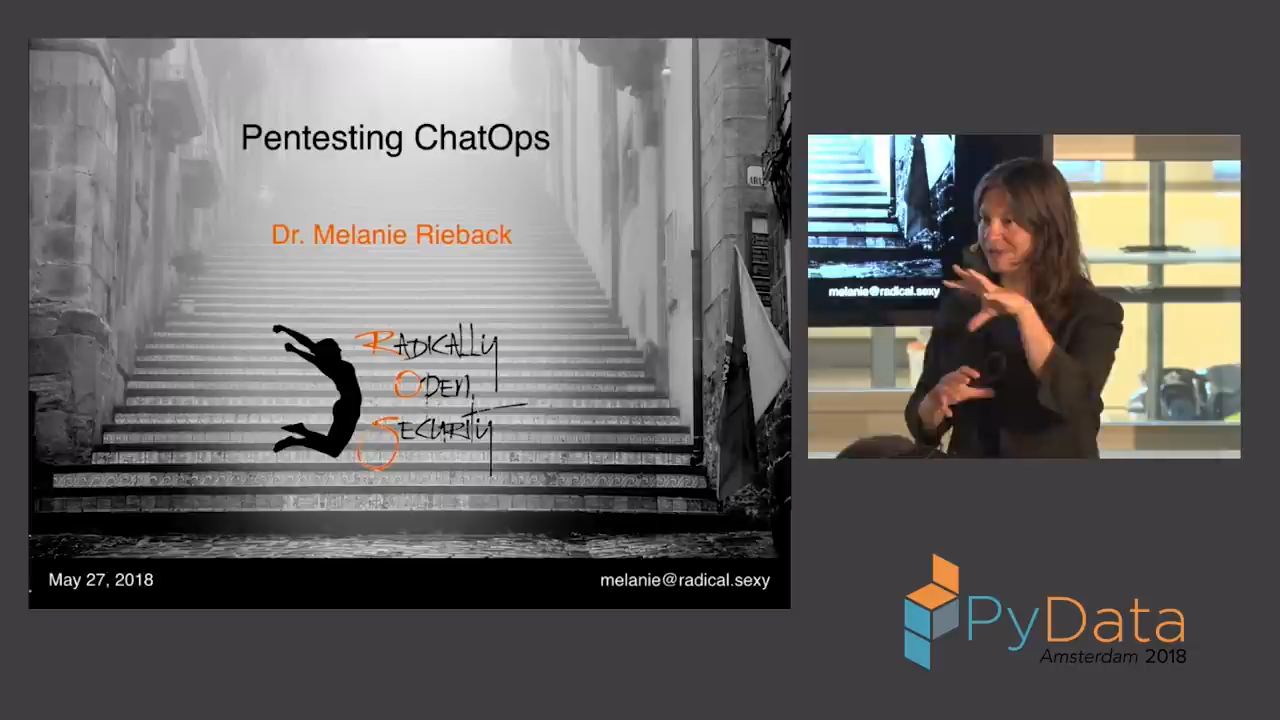 Pentesting ChatOps
Dr. Melanie Rieback
Radically
Open
Security
May 27, 2018
melanie@radical.sexy
melanie@radical.sexy
PyData
Amsterdam 2018